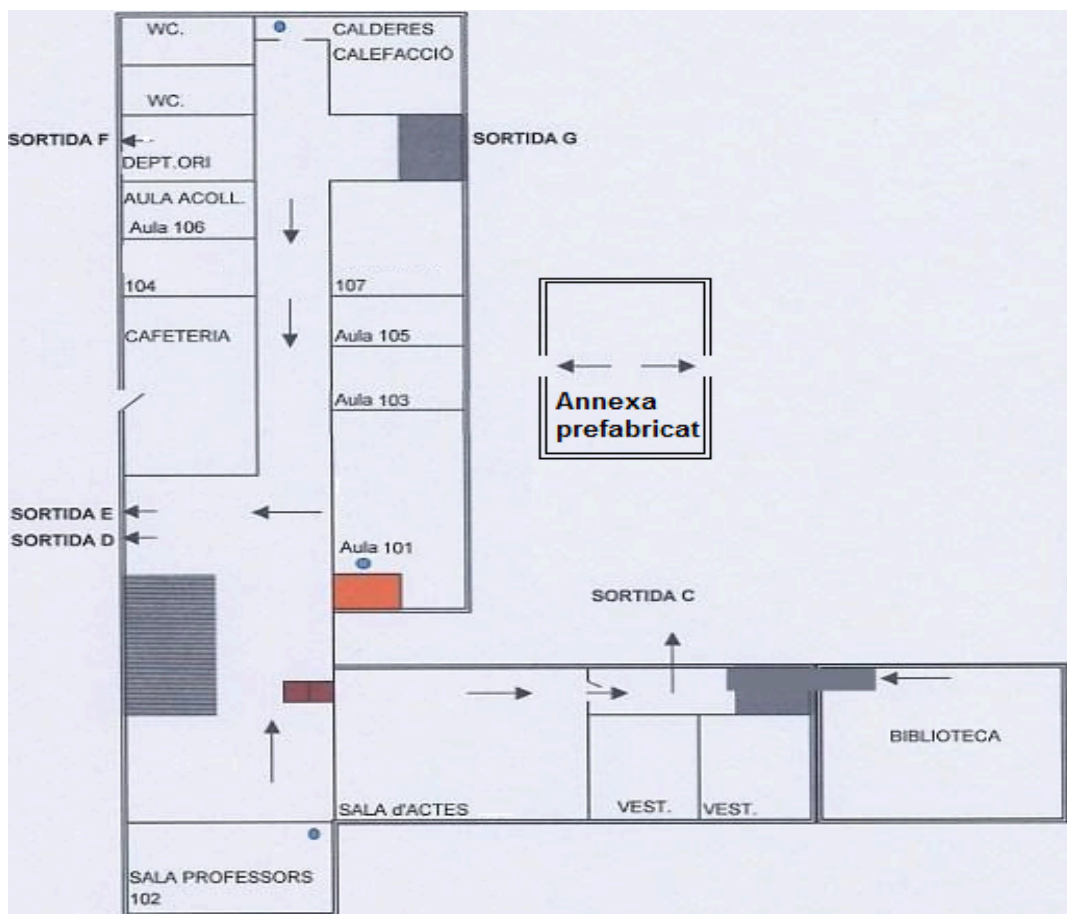 WC.
CALDERES
CALEFACCIÓ
WC.
SORTIDA F
SORTIDA G
DEPT.ORI
AULA ACOLL.
Aula 106
104
107
CAFETERIA
Aula 105
Aula 103
Annexa
prefabricat
SORTIDA E
SORTIDA D
Aula 101
SORTIDA C
BIBLIOTECA
SALA d'ACTES
VEST.
VEST.
SALA PROFESSORS
102